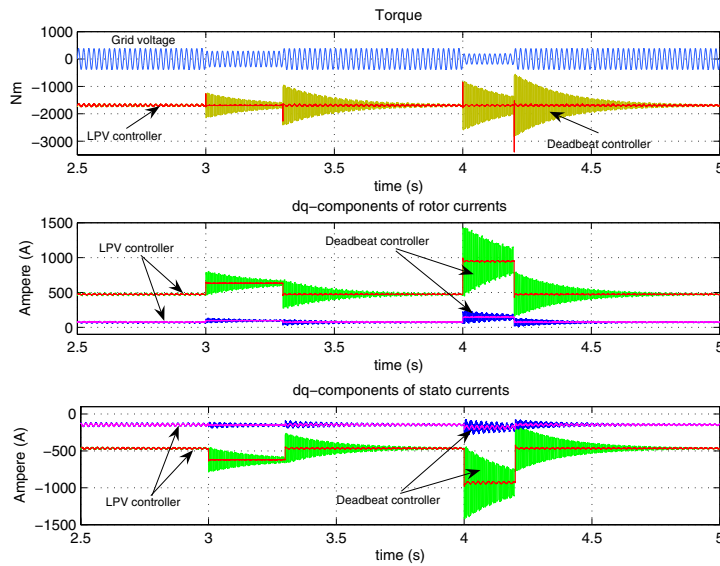 Torque
1000
0
−1000
−2000
−3000
Nm
Grid voltage
LPV controller
Deadbeat controller
2.5 3 3.5 4 4.5 5
time (s)
dq−components of rotor currents
1500
1000
500
0
Ampere (A)
LPV controller
Deadbeat controller
2.5 3 3.5 4 4.5 5
time (s)
dq−components of stato currents
0
−500
−1000
−1500
Ampere (A)
LPV controller
Deadbeat controller
2.5 3 3.5 4 4.5 5
time (s)